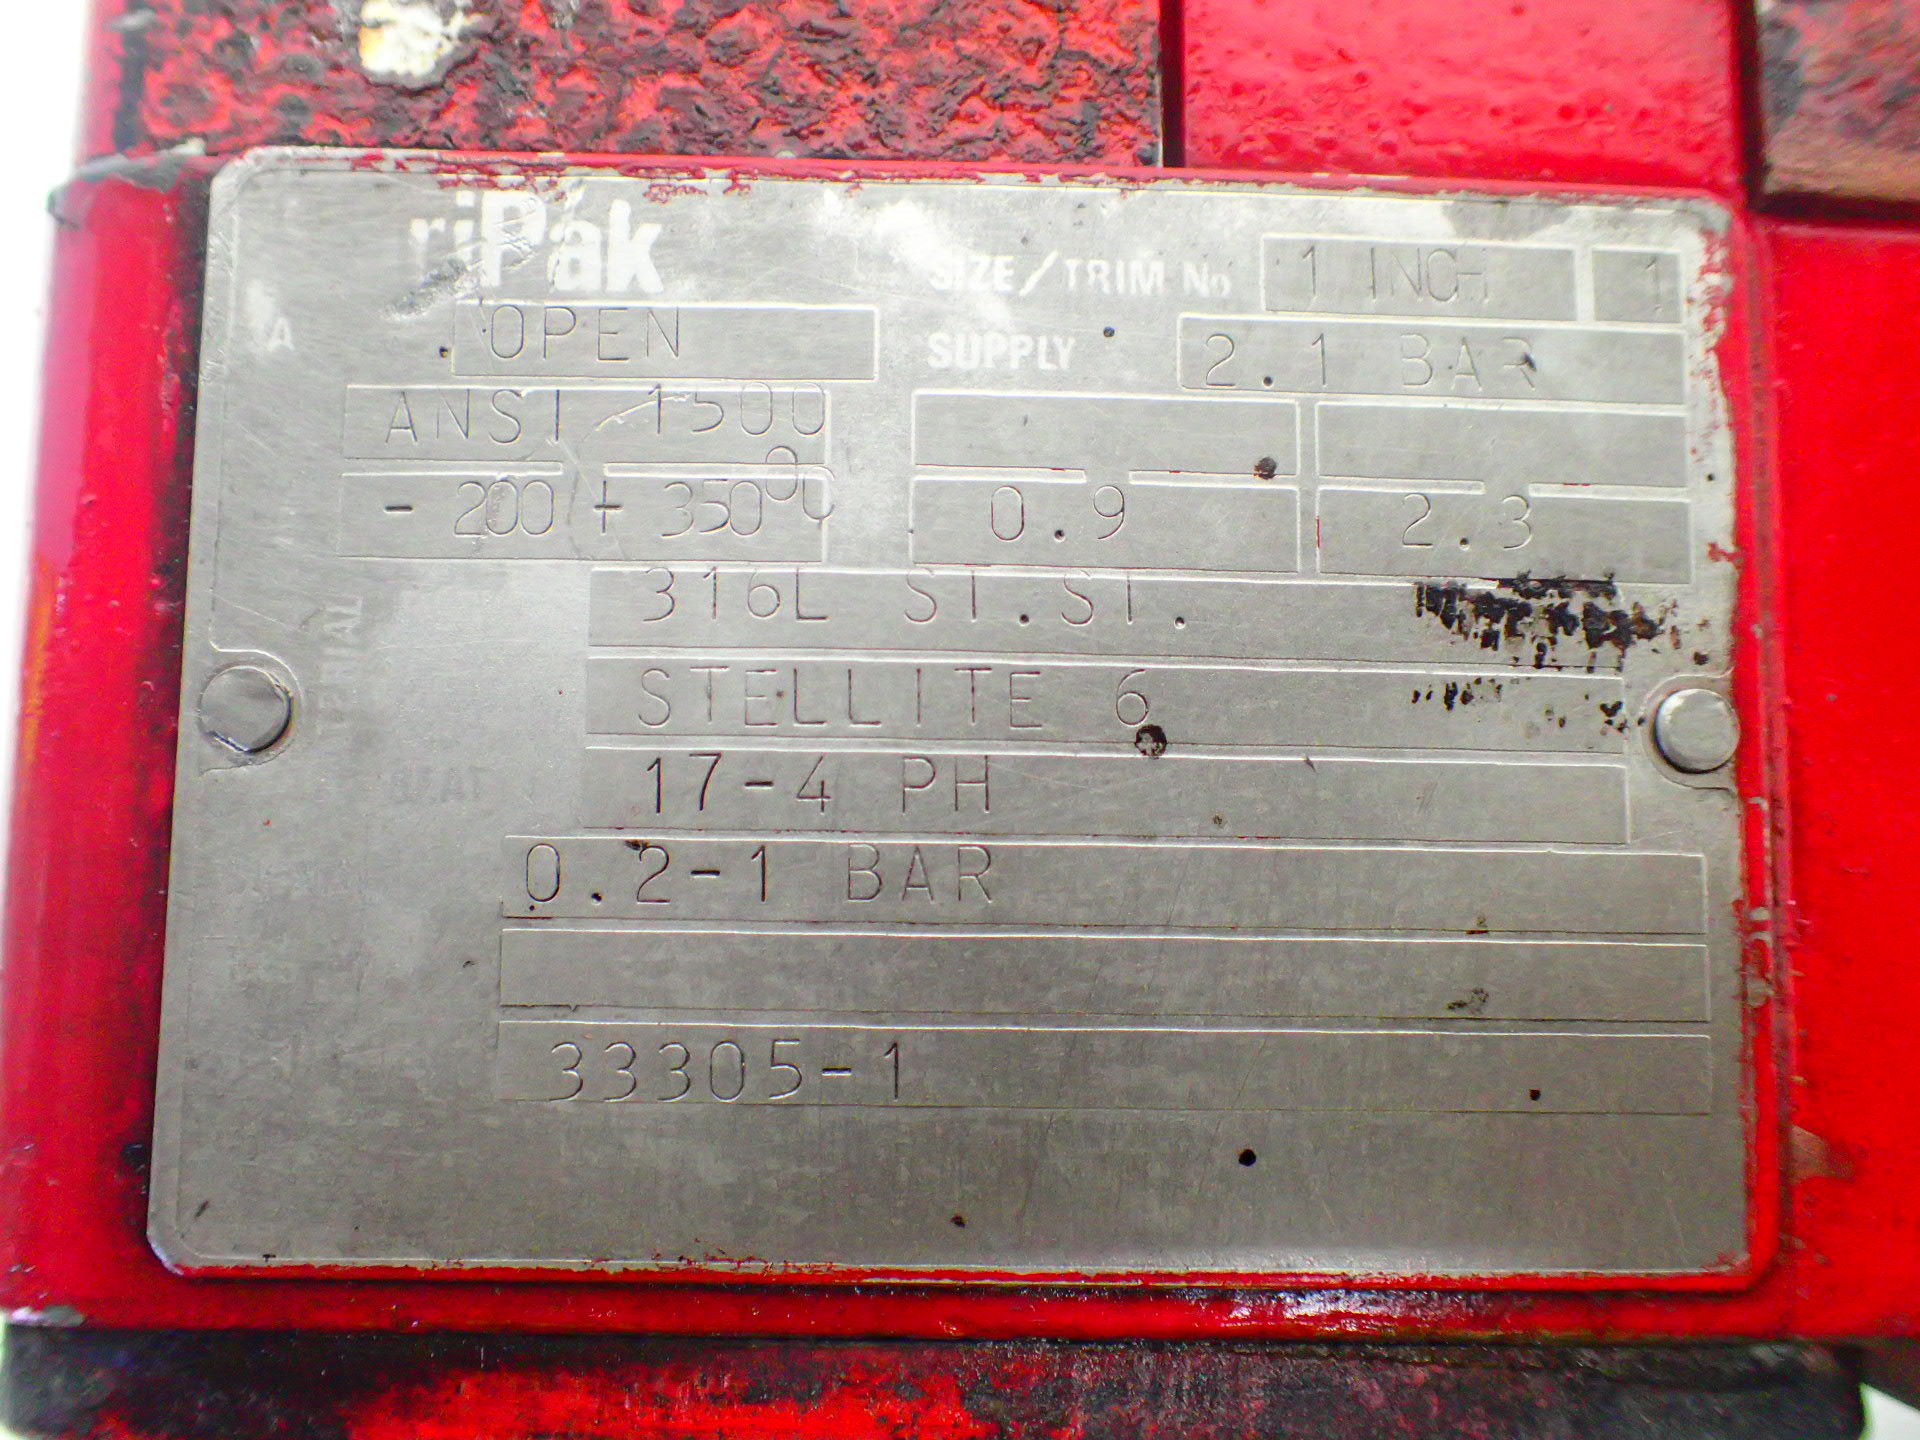 riPak
SIZE/TRIM No 1 INCH 1
A OPEN SUPPLY 2.1 BAR
ANSI 1500
- 200 + 350°C 0.9 2.3
316L ST.ST.
STELLITE 6
SEAT 17-4 PH
0.2-1 BAR
33305-1